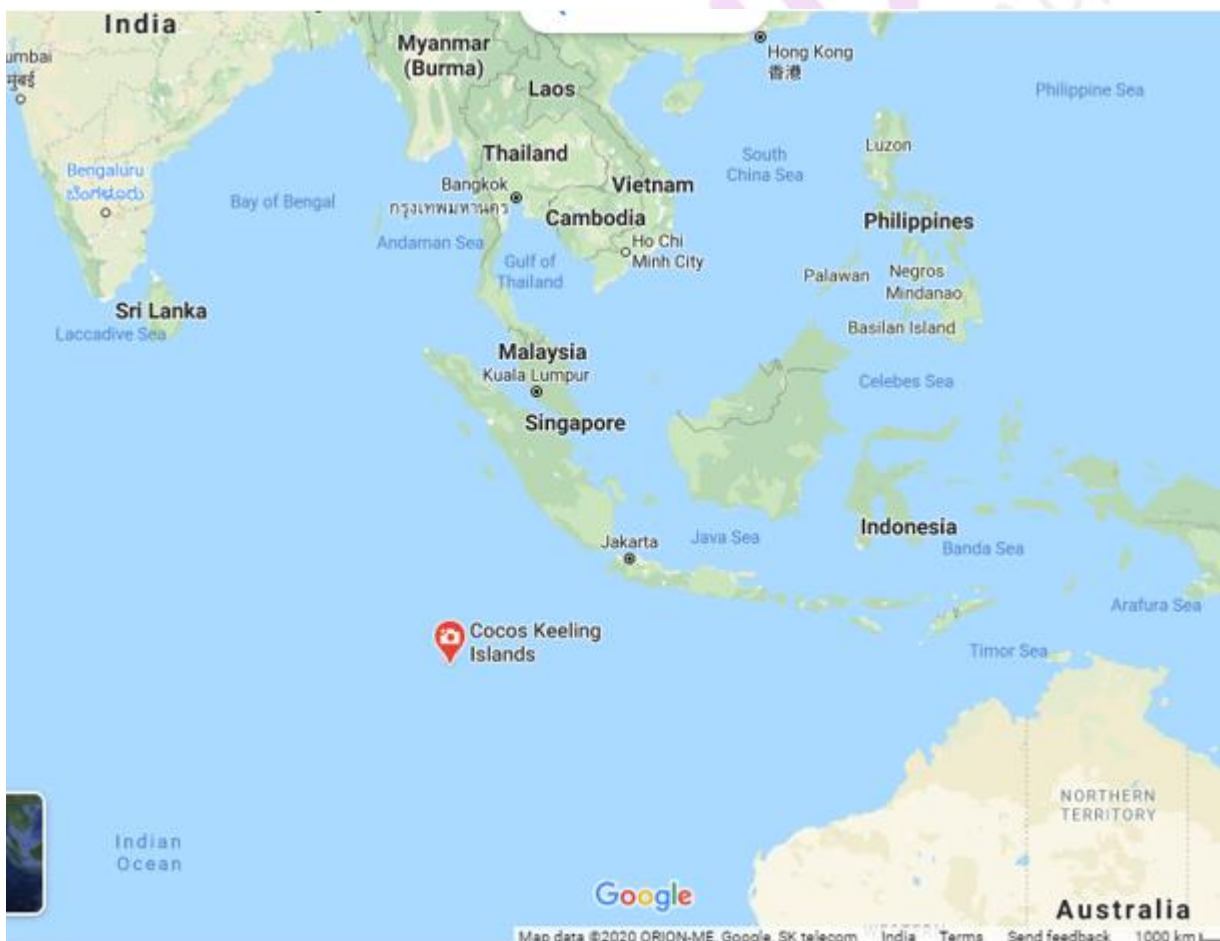 India
Myanmar
(Burma)
Hong Kong
香港
umbai
मुंबई
Laos
Philippine Sea
Luzon
Thailand
South
China Sea
Bengaluru
ಬೆಂಗಳೂರು
Bangkok
กรุงเทพมหานคร
Vietnam
Bay of Bengal
Cambodia
Philippines
Andaman Sea
Ho Chi
Minh City
Gulf of
Thailand
Palawan
Negros
Mindanao
Sri Lanka
Laccadive Sea
Basilan Island
Malaysia
Kuala Lumpur
Celebes Sea
Singapore
Indonesia
Jakarta
Java Sea
Banda Sea
Arafura Sea
Cocos Keeling
Islands
Timor Sea
NORTHERN
TERRITORY
Indian
Ocean
Google
Australia
Map data ©2020 ORION-ME, Google, SK telecom India Terms Send feedback 1000 km